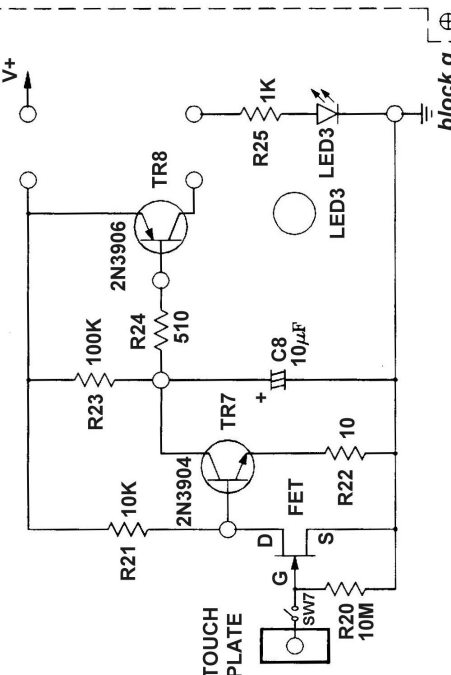 V+
1K
R25
LED3
block g
TR8
LED3
2N3906
R24
510
100K
R23
C8
10µF
+
TR7
2N3904
10
R22
10K
R21
FET
D
S
G
SW7
R20
10M
TOUCH
PLATE